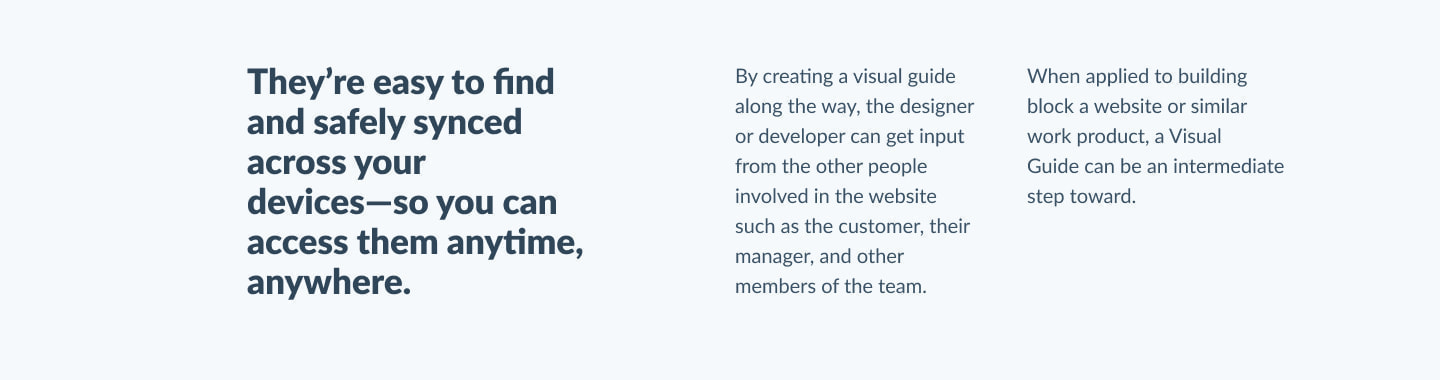 They’re easy to find
and safely synced
across your
devices—so you can
access them anytime,
anywhere.
By creating a visual guide
along the way, the designer
or developer can get input
from the other people
involved in the website
such as the customer, their
manager, and other
members of the team.
When applied to building
block a website or similar
work product, a Visual
Guide can be an intermediate
step toward.